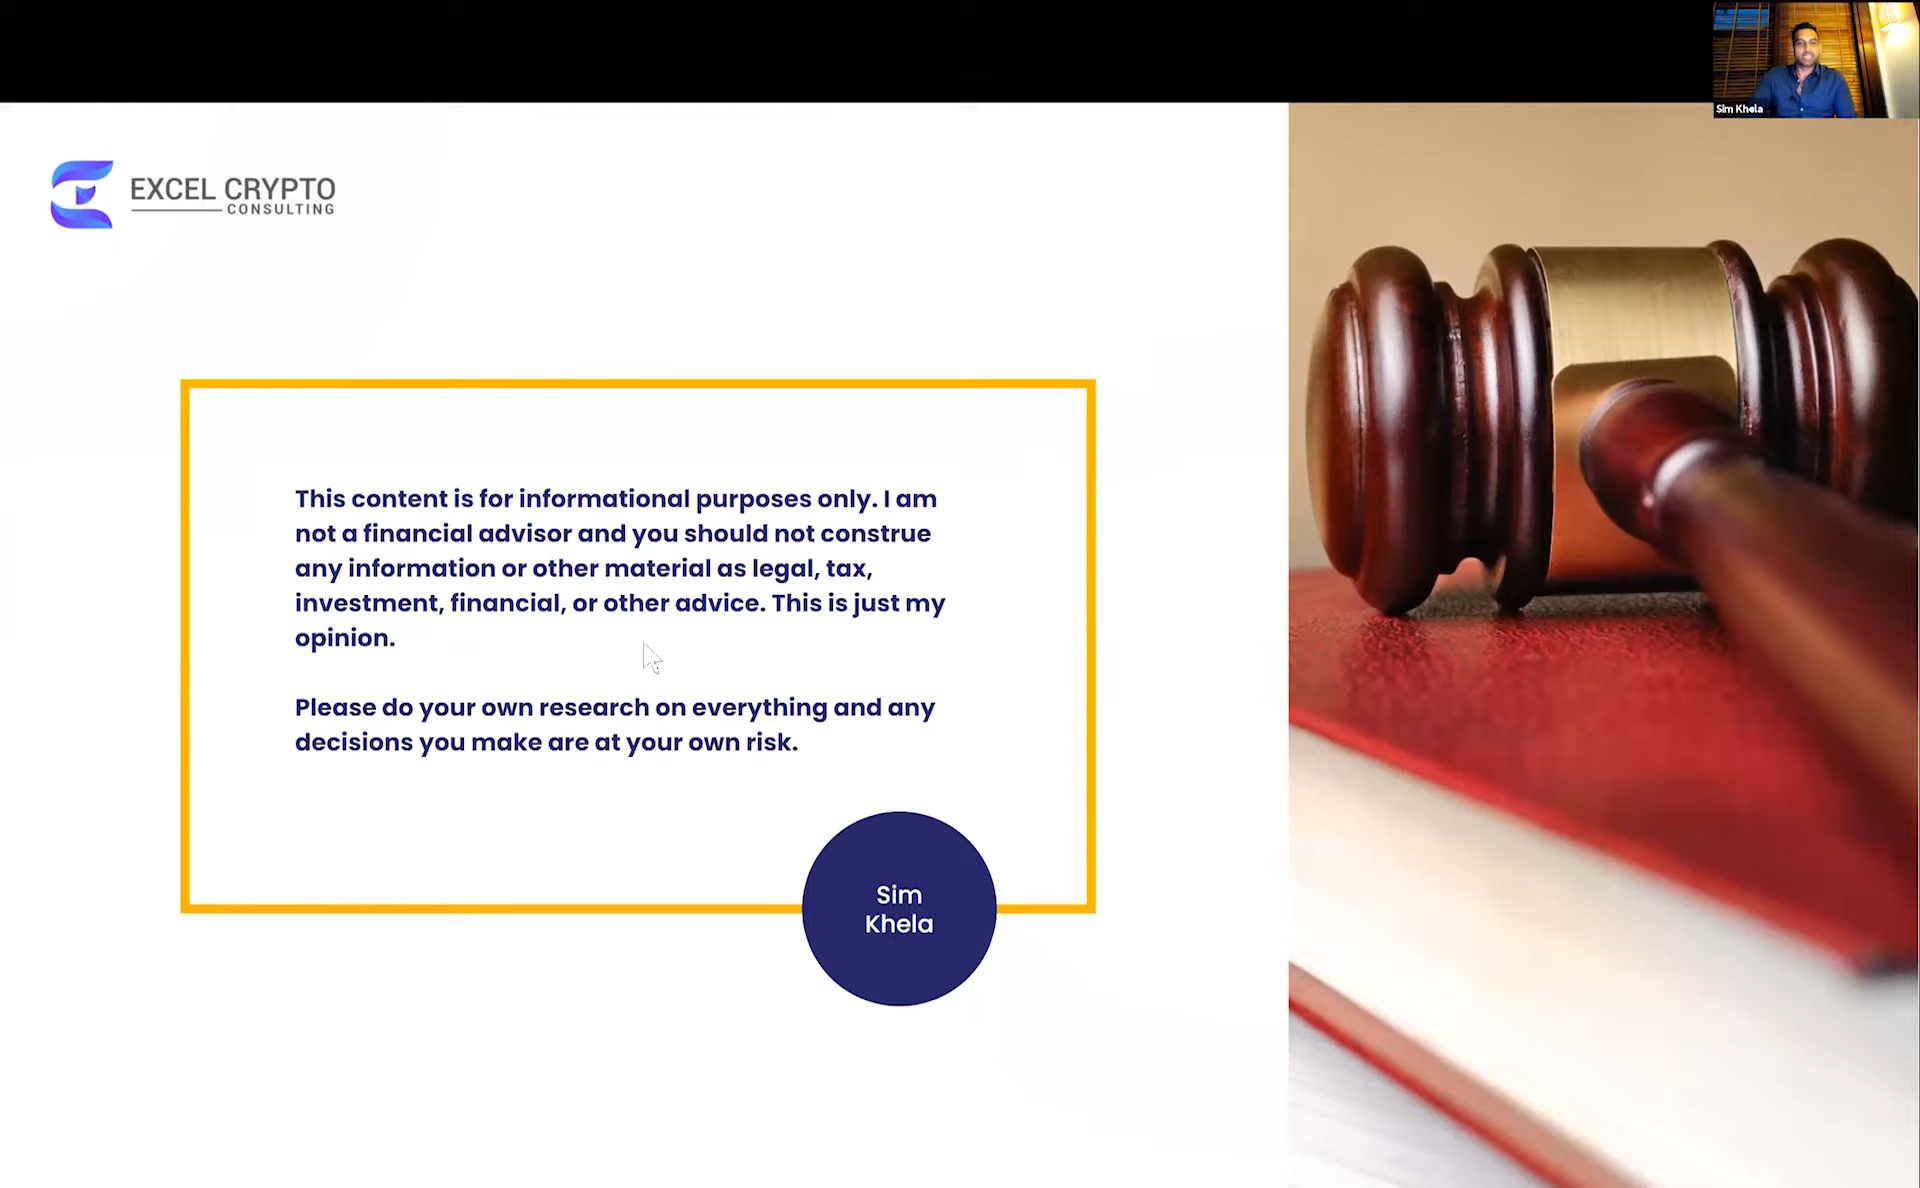 Sim Khela
EXCEL CRYPTO
CONSULTING
This content is for informational purposes only. I am
not a financial advisor and you should not construe
any information or other material as legal, tax,
investment, financial, or other advice. This is just my
opinion.
Please do your own research on everything and any
decisions you make are at your own risk.
Sim
Khela